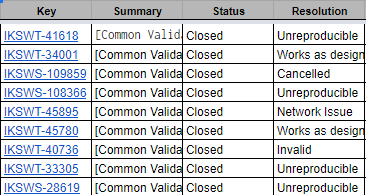 Key Summary Status Resolution
IKSWT-41618 [Common Valida Closed Unreproducible
IKSWT-34001 [Common Valida Closed Works as design
IKSWS-109859 [Common Valida Closed Cancelled
IKSWS-108366 [Common Valida Closed Unreproducible
IKSWT-45895 [Common Valida Closed Network Issue
IKSWT-45780 [Common Valida Closed Works as design
IKSWT-40736 [Common Valida Closed Invalid
IKSWT-33305 [Common Valida Closed Unreproducible
IKSWS-28619 [Common Valida Closed Unreproducible